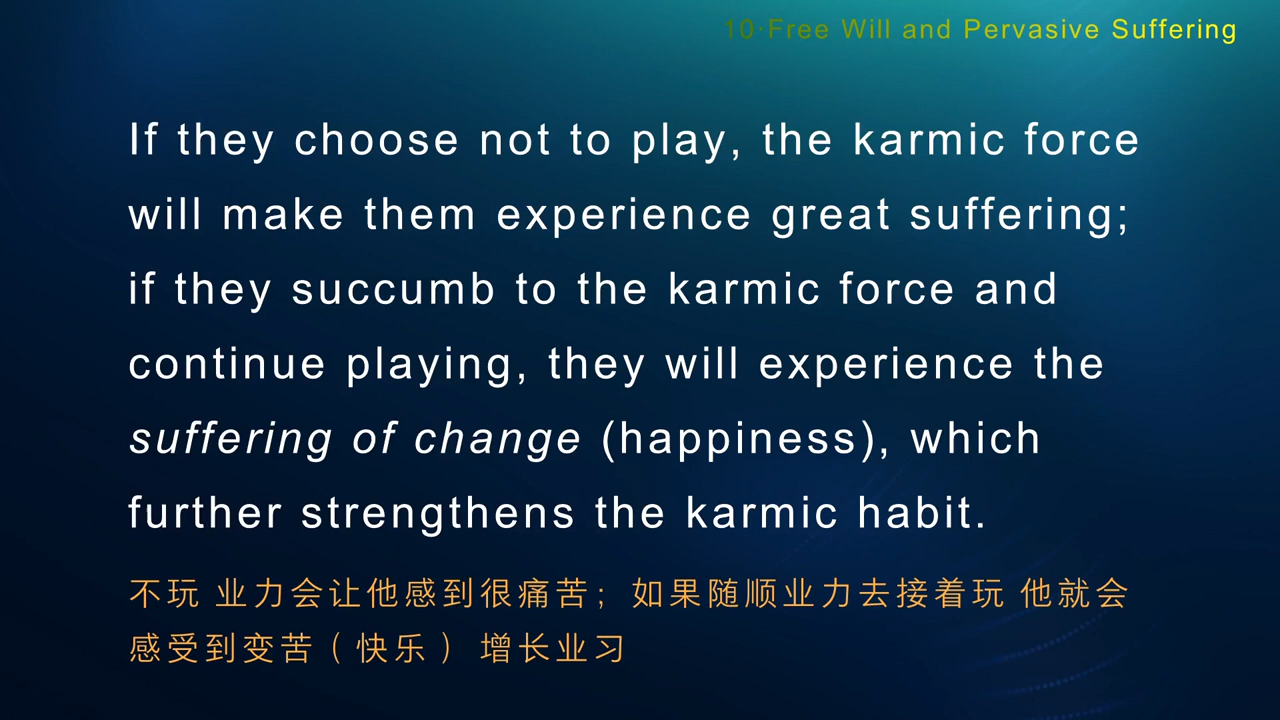 10·Free Will and Pervasive Suffering
If they choose not to play, the karmic force
will make them experience great suffering;
if they succumb to the karmic force and
continue playing, they will experience the
suffering of change (happiness), which
further strengthens the karmic habit.
不玩 业力会让他感到很痛苦；如果随顺业力去接着玩 他就会
感受到变苦（快乐） 增长业习